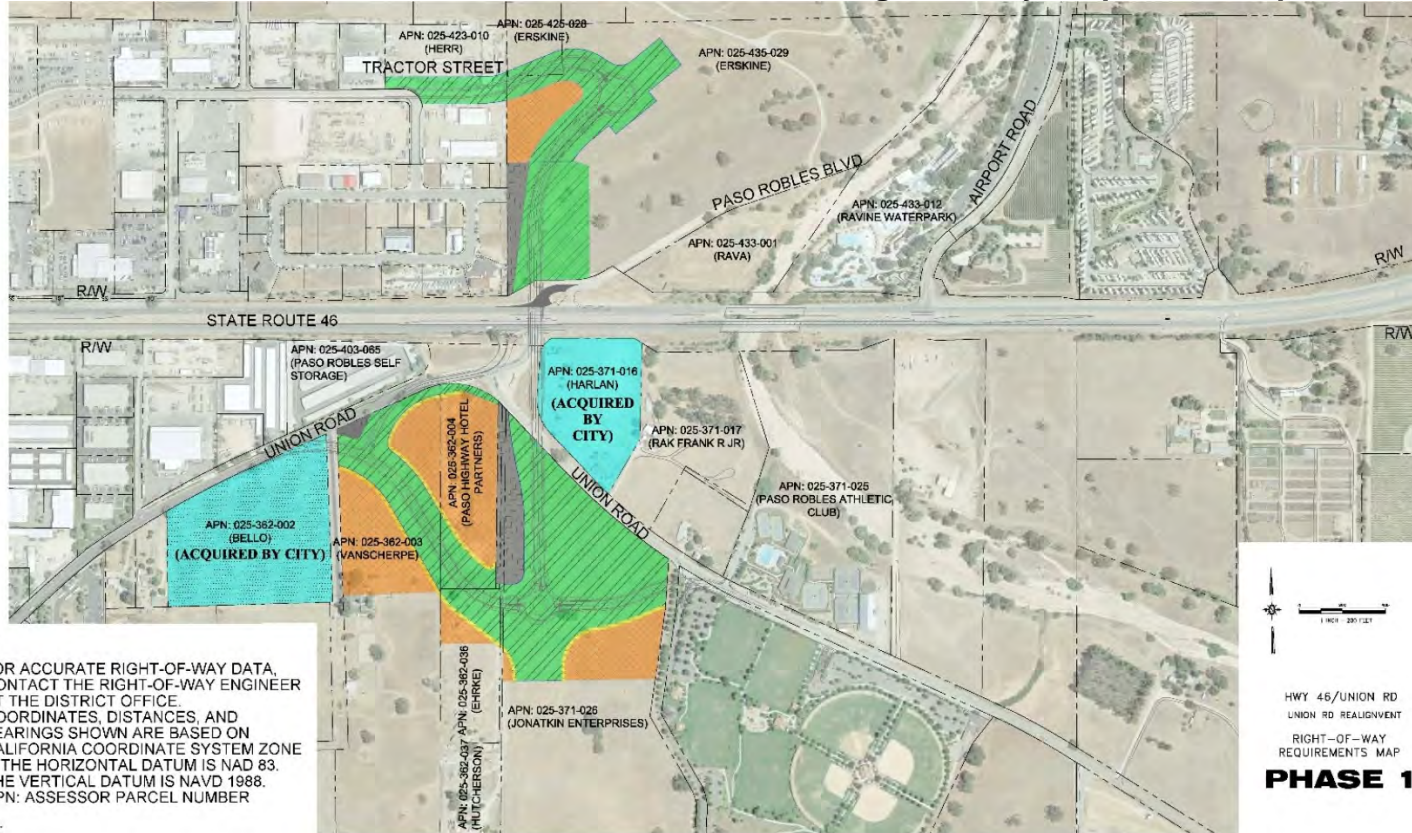 APN: 025-425-028
(ERSKINE)
APN: 025-423-010
(HERR)
TRACTOR STREET
APN: 025-435-029
(ERSKINE)
PASO ROBLES BLVD
AIRPORT ROAD
APN: 025-433-012
(RAVINE WATERPARK)
APN: 025-433-001
(RAVA)
R/W
R/W
STATE ROUTE 46
R/W
R/W
APN: 025-403-065
(PASO ROBLES SELF
STORAGE)
APN: 025-371-016
(HARLAN)
(ACQUIRED
BY
CITY)
UNION ROAD
APN: 025-362-004
(PASO HIGHWAY HOTEL
PARTNERS)
APN: 025-371-017
(RAK FRANK R JR)
UNION ROAD
APN: 025-371-025
(PASO ROBLES ATHLETIC
CLUB)
APN: 025-362-002
(BELLO)
(ACQUIRED BY CITY)
APN: 025-362-003
(VANSCHERPE)
APN: 025-362-036
(EHRKE)
APN: 025-362-037
(HUTCHERSON)
APN: 025-371-026
(JONATKIN ENTERPRISES)
OR ACCURATE RIGHT-OF-WAY DATA,
ONTACT THE RIGHT-OF-WAY ENGINEER
T THE DISTRICT OFFICE.
OORDINATES, DISTANCES, AND
EARINGS SHOWN ARE BASED ON
ALIFORNIA COORDINATE SYSTEM ZONE
THE HORIZONTAL DATUM IS NAD 83.
HE VERTICAL DATUM IS NAVD 1988.
PN: ASSESSOR PARCEL NUMBER
1 INCH = 200 FEET
HWY 46/UNION RD
UNION RD REALIGNMENT
RIGHT-OF-WAY
REQUIREMENTS MAP
PHASE 1